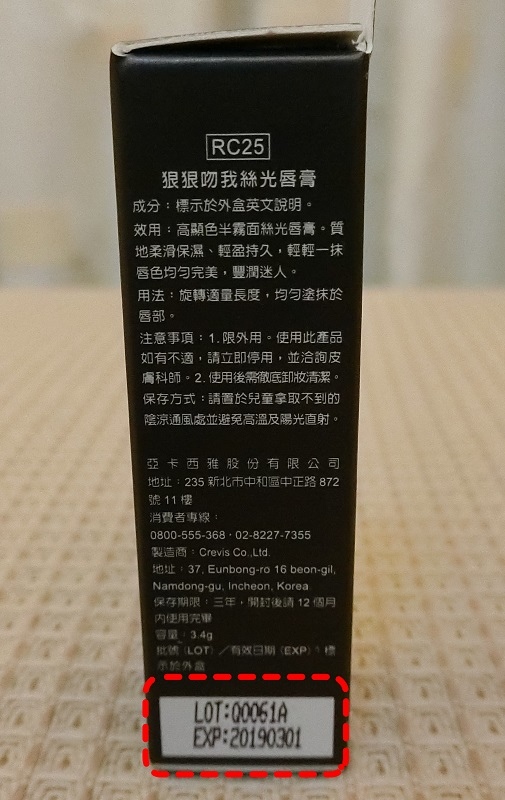 RC25
狠狠吻我絲光唇膏
成分：標示於外盒英文說明。
效用：高顯色半霧面絲光唇膏。質
地柔滑保濕、輕盈持久，輕輕一抹
唇色均勻完美，豐潤迷人。
用法：旋轉適量長度，均勻塗抹於
唇部。
注意事項：1.限外用。使用此產品
如有不適，請立即停用，並洽詢皮
膚科師。2.使用後需徹底卸妝清潔。
保存方式：請置於兒童拿取不到的
陰涼通風處並避免高溫及陽光直射。
亞卡西雅股份有限公司
地址：235 新北市中和區中正路 872
號 11 樓
消費者專線：
0800-555-368・02-8227-7355
製造商：Crevis Co.,Ltd.
地址：37, Eunbong-ro 16 beon-gil,
Namdong-gu, Incheon, Korea
保存期限：三年，開封後請 12 個月
內使用完畢
容量：3.4g
批號（LOT）／有效日期（EXP）：標
示於外盒
LOT:Q0061A
EXP:20190301